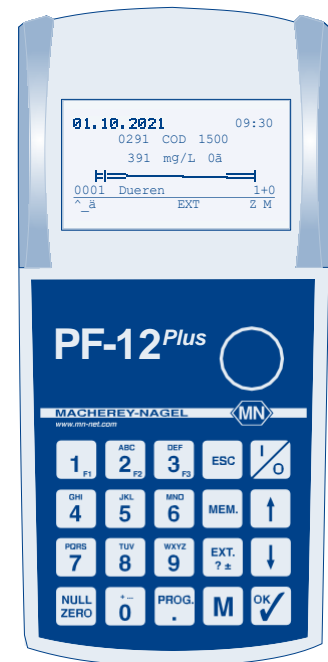 01.10.2021 09:30
0291 COD 1500
391 mg/L 0ã
0001 Dueren 1+0
^_ä EXT Z M
PF-12Plus
MACHEREY-NAGEL MN
www.mn-net.com
1 F1 ABC 2 F2 DEF 3 F3 ESC I/O
GHI 4 JKL 5 MNO 6 MEM. ↑
PQRS 7 TUV 8 WXYZ 9 EXT. ? ± ↓
NULL ZERO + – 0 PROG. . M OK ✓